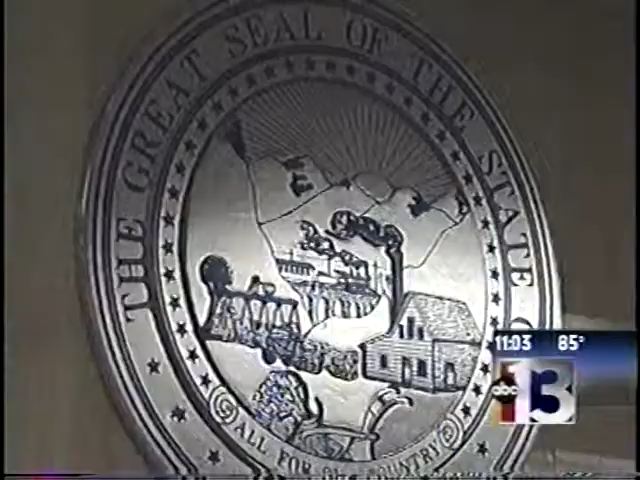 THE GREAT SEAL OF THE STATE
ALL FOR OUR COUNTRY
11:03 85°
abc 13